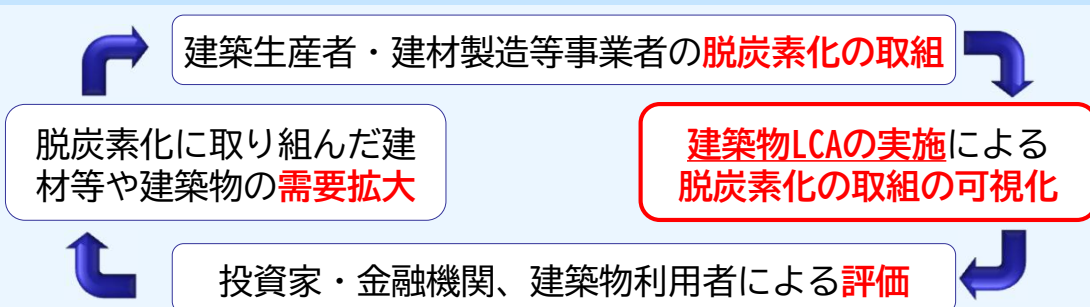 建築生産者・建材製造等事業者の脱炭素化の取組
建築物LCAの実施による
脱炭素化の取組の可視化
投資家・金融機関、建築物利用者による評価
脱炭素化に取り組んだ建
材等や建築物の需要拡大